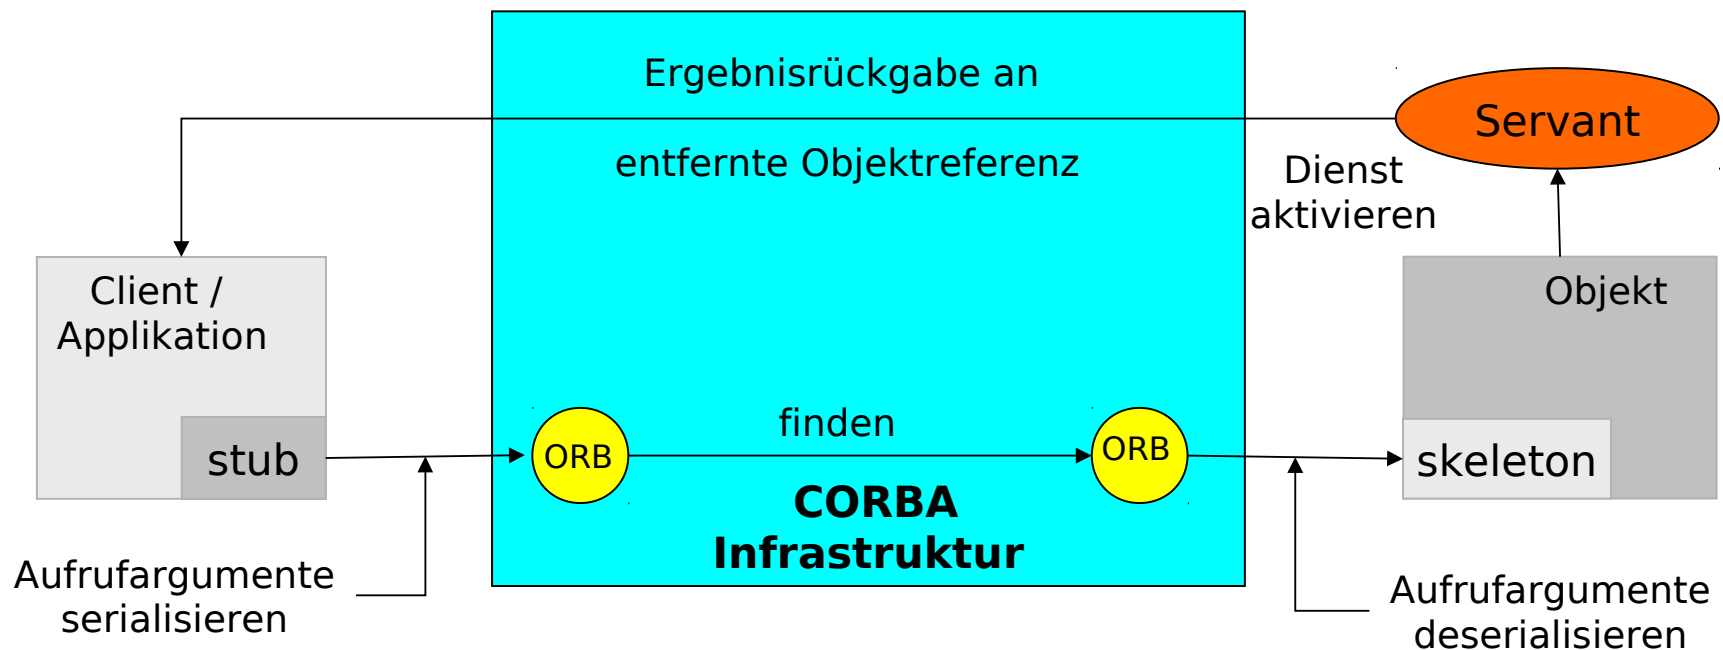 Ergebnisrückgabe an
entfernte Objektreferenz
Servant
Dienst
aktivieren
Client /
Applikation
stub
ORB
finden
ORB
CORBA
Infrastruktur
Objekt
skeleton
Aufrufargumente
serialisieren
Aufrufargumente
deserialisieren